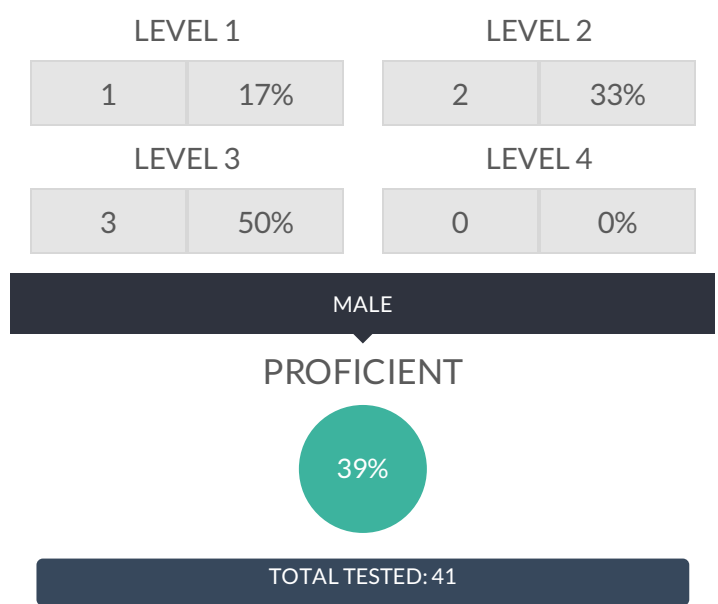 LEVEL 1 LEVEL 2
1 17% 2 33%
LEVEL 3 LEVEL 4
3 50% 0 0%
MALE
PROFICIENT
39%
TOTAL TESTED: 41